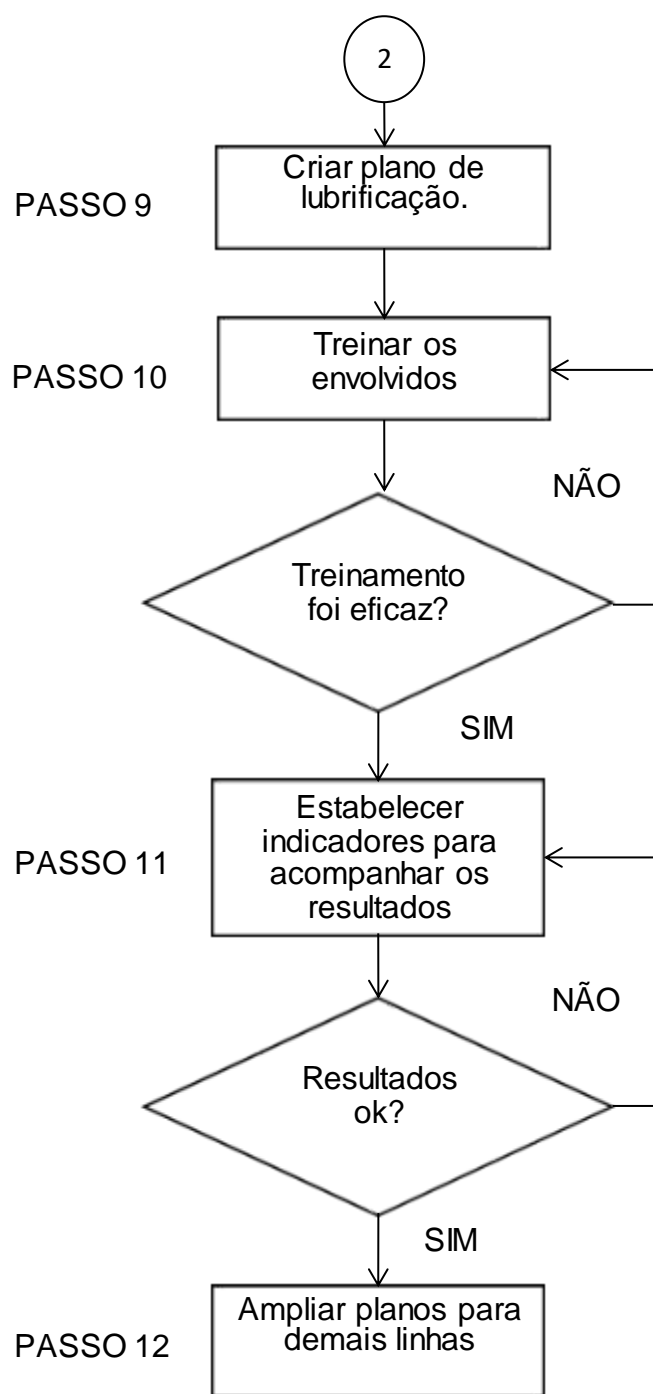 2
Criar plano de
lubrificação.
PASSO 9
Treinar os
envolvidos
PASSO 10
NÃO
Treinamento
foi eficaz?
SIM
Estabelecer
indicadores para
acompanhar os
resultados
PASSO 11
NÃO
Resultados
ok?
SIM
Ampliar planos para
demais linhas
PASSO 12